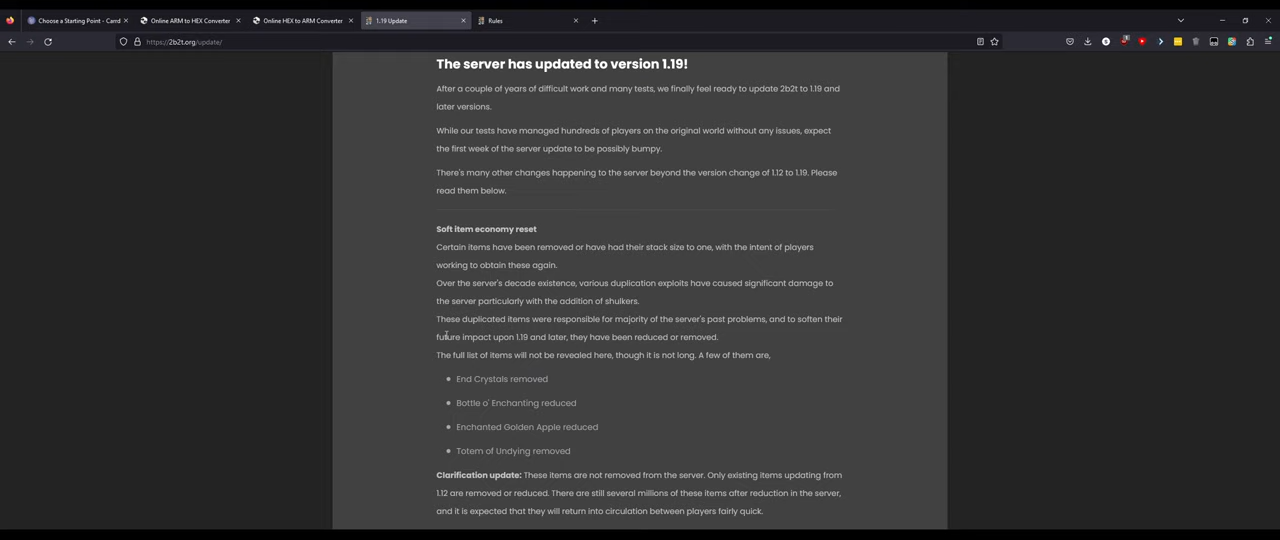 Choose a Starting Point - Carrd
Online ARM to HEX Converter
Online HEX to ARM Converter
1.19 Update
Rules
https://2b2t.org/update/
The server has updated to version 1.19!
After a couple of years of difficult work and many tests, we finally feel ready to update 2b2t to 1.19 and
later versions.
While our tests have managed hundreds of players on the original world without any issues, expect
the first week of the server update to be possibly bumpy.
There's many other changes happening to the server beyond the version change of 1.12 to 1.19. Please
read them below.
Soft item economy reset
Certain items have been removed or have had their stack size to one, with the intent of players
working to obtain these again.
Over the server's decade existence, various duplication exploits have caused significant damage to
the server particularly with the addition of shulkers.
These duplicated items were responsible for majority of the server's past problems, and to soften their
future impact upon 1.19 and later, they have been reduced or removed.
The full list of items will not be revealed here, though it is not long. A few of them are,
End Crystals removed
Bottle o' Enchanting reduced
Enchanted Golden Apple reduced
Totem of Undying removed
Clarification update: These items are not removed from the server. Only existing items updating from
1.12 are removed or reduced. There are still several millions of these items after reduction in the server,
and it is expected that they will return into circulation between players fairly quick.